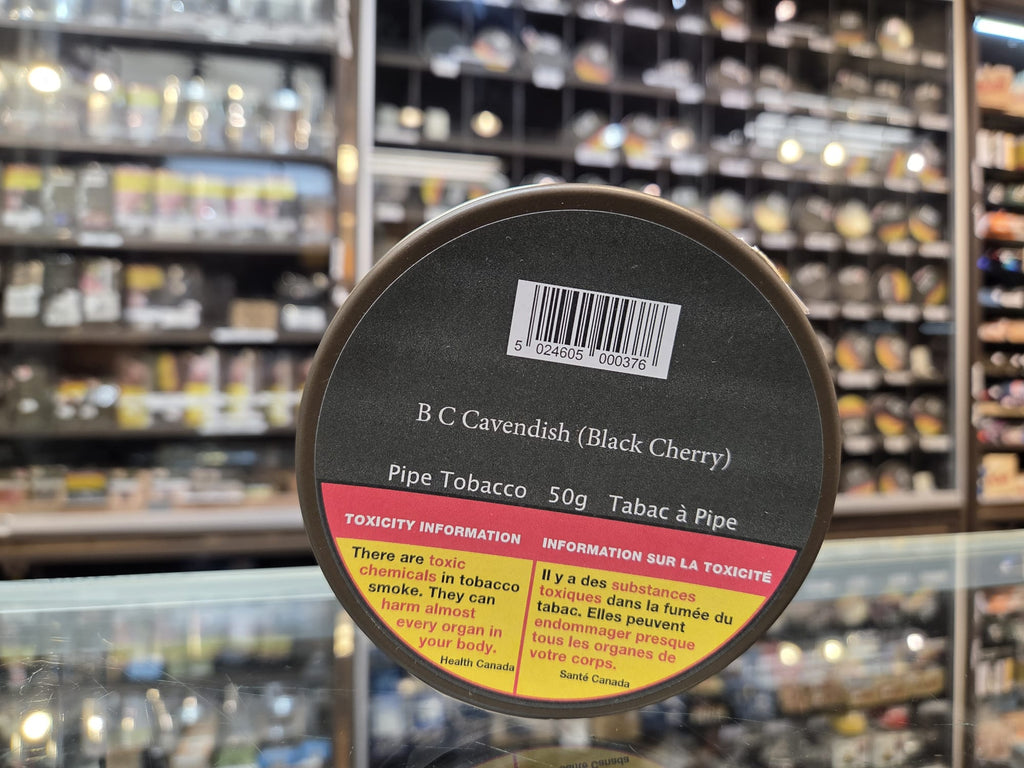 5 024605 000376
B C Cavendish (Black Cherry)
Pipe Tobacco 50g Tabac à Pipe
TOXICITY INFORMATION
There are toxic
chemicals in tobacco
smoke. They can
harm almost
every organ in
your body.
Health Canada
INFORMATION SUR LA TOXICITÉ
Il y a des substances
toxiques dans la fumée du
tabac. Elles peuvent
endommager presque
tous les organes de
votre corps.
Santé Canada